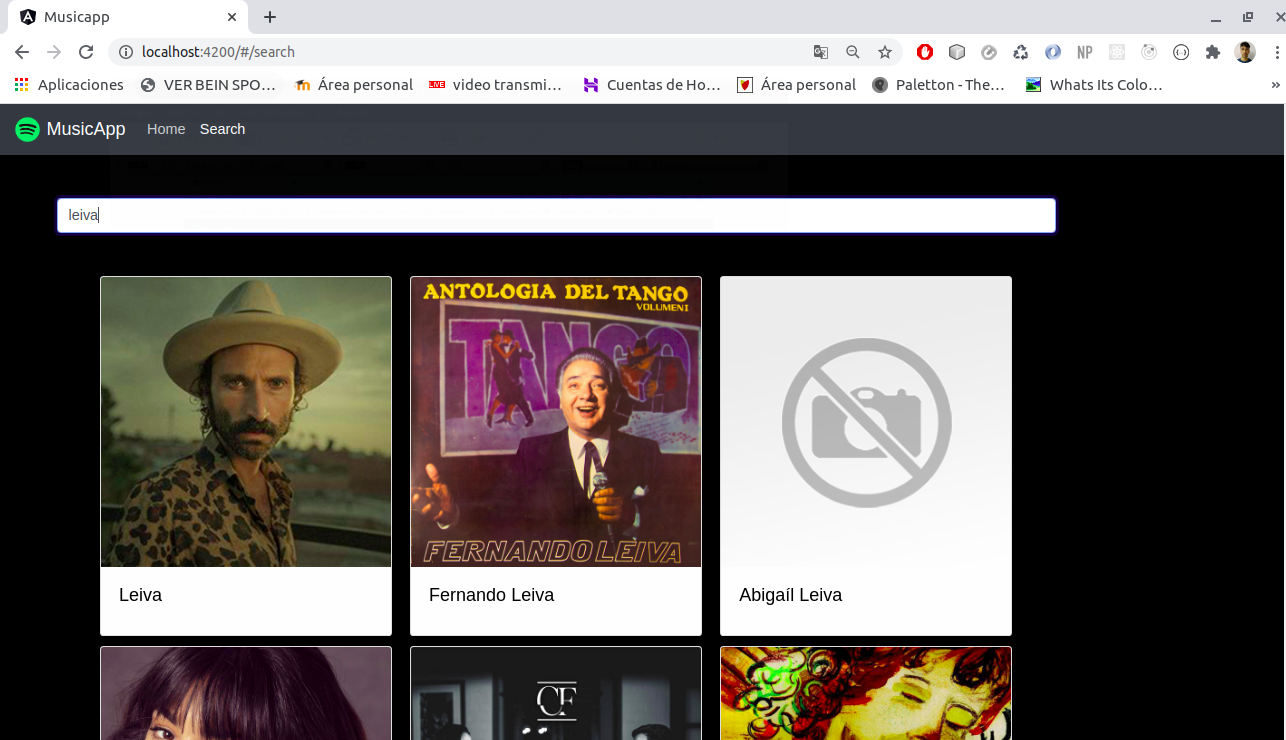 Musicapp
localhost:4200/#/search
NP
Aplicaciones VER BEIN SPO… Área personal LIVE video transmi… Cuentas de Ho… Área personal Paletton - The… Whats Its Colo… »
MusicApp Home Search
leiva
ANTOLOGIA DEL TANGO
VOLUMEN I
TANGO
FERNANDO LEIVA
Leiva Fernando Leiva Abigaíl Leiva
CF